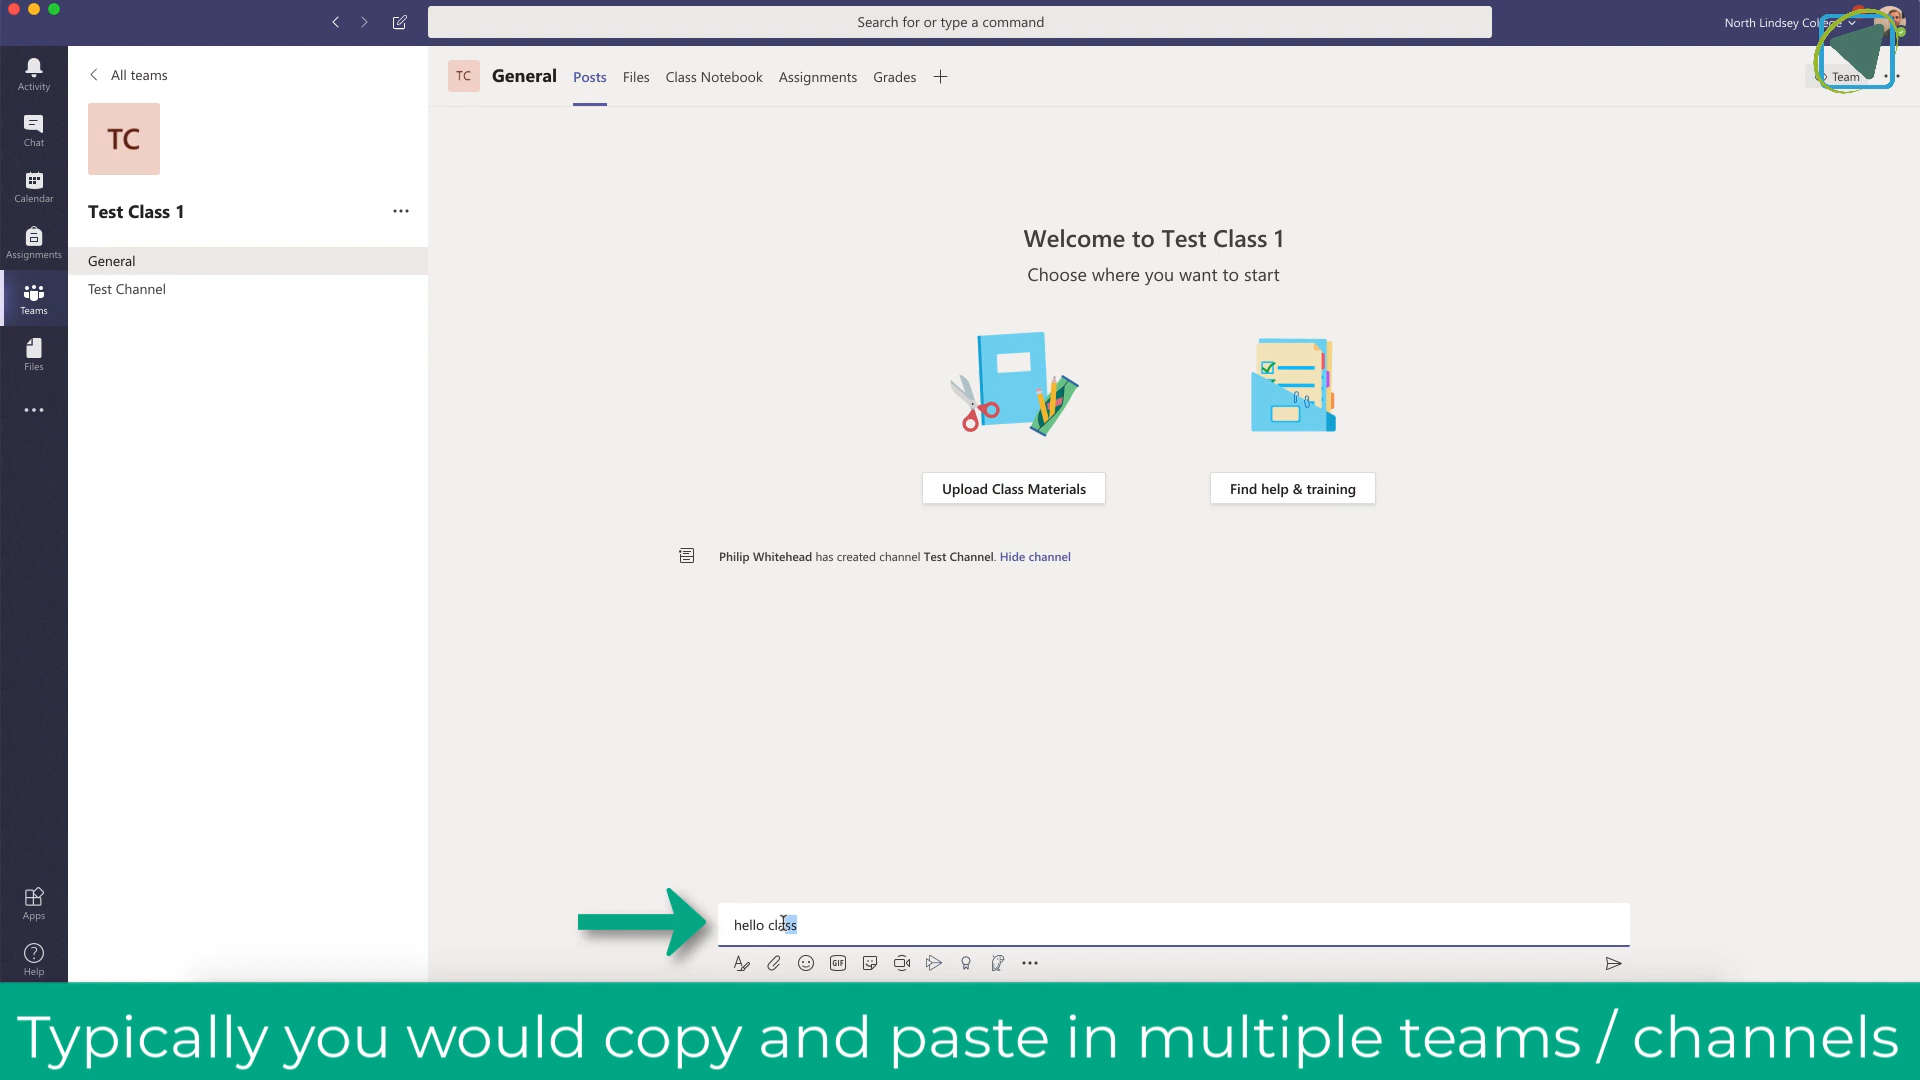 Search for or type a command
North Lindsey College
Activity
Chat
Calendar
Assignments
Teams
Files
Apps
Help
All teams
TC
Test Class 1
General
Test Channel
TC
General
Posts
Files
Class Notebook
Assignments
Grades
Team
Welcome to Test Class 1
Choose where you want to start
Upload Class Materials
Find help & training
Philip Whitehead has created channel Test Channel. Hide channel
hello class
GIF
Typically you would copy and paste in multiple teams / channels